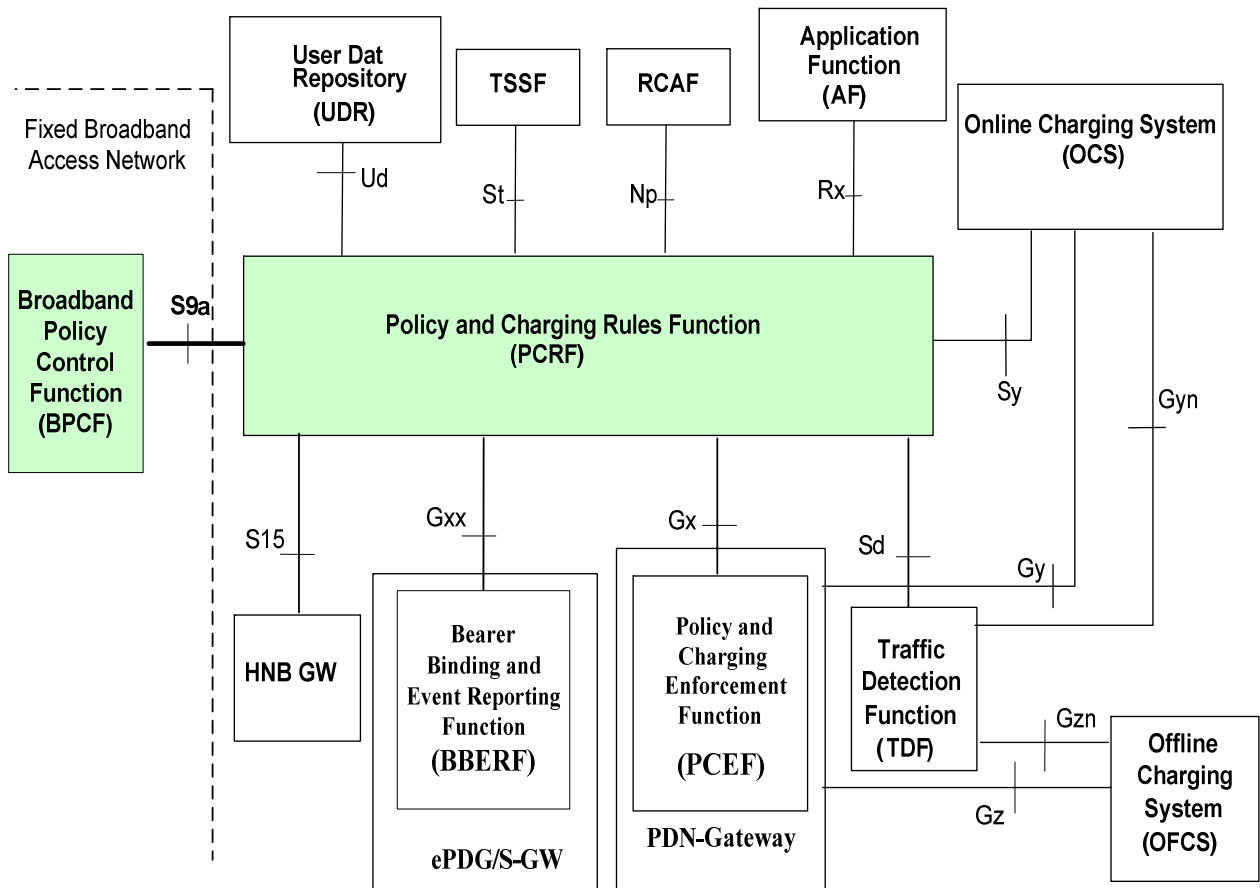 User Dat
Repository
(UDR)
TSSF
RCAF
Application
Function
(AF)
Online Charging System
(OCS)
Fixed Broadband
Access Network
Ud
St
Np
Rx
Broadband
Policy
Control
Function
(BPCF)
S9a
Policy and Charging Rules Function
(PCRF)
Sy
Gyn
S15
Gxx
Gx
Sd
Gy
HNB GW
Bearer
Binding and
Event Reporting
Function
(BBERF)
ePDG/S-GW
Policy and
Charging
Enforcement
Function
(PCEF)
PDN-Gateway
Traffic
Detection
Function
(TDF)
Gzn
Gz
Offline
Charging
System
(OFCS)